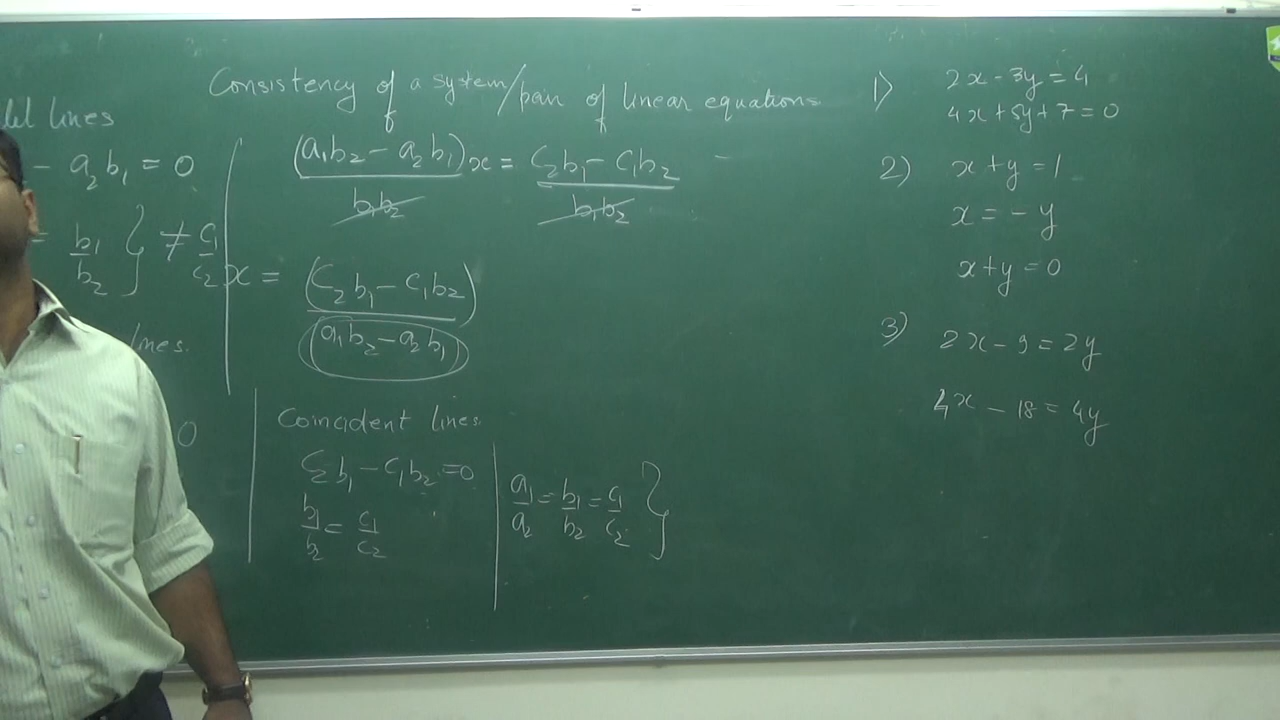 Consistency of a system/pair of linear equations
lines
- a₂b₁ = 0
= b₁/b₂ } ≠ c₁/c₂
lines.
0
(a₁b₂ - a₂b₁)/b₁b₂ x = (c₂b₁ - c₁b₂)/b₁b₂
x = (c₂b₁ - c₁b₂)/(a₁b₂ - a₂b₁)
Coincident lines.
c₂b₁ - c₁b₂ = 0
b₁/b₂ = c₁/c₂
a₁/a₂ = b₁/b₂ = c₁/c₂ }
1) 2x - 3y = 4
4x + 5y + 7 = 0
2) x + y = 1
x = - y
x + y = 0
3) 2x - 9 = 2y
4x - 18 = 4y